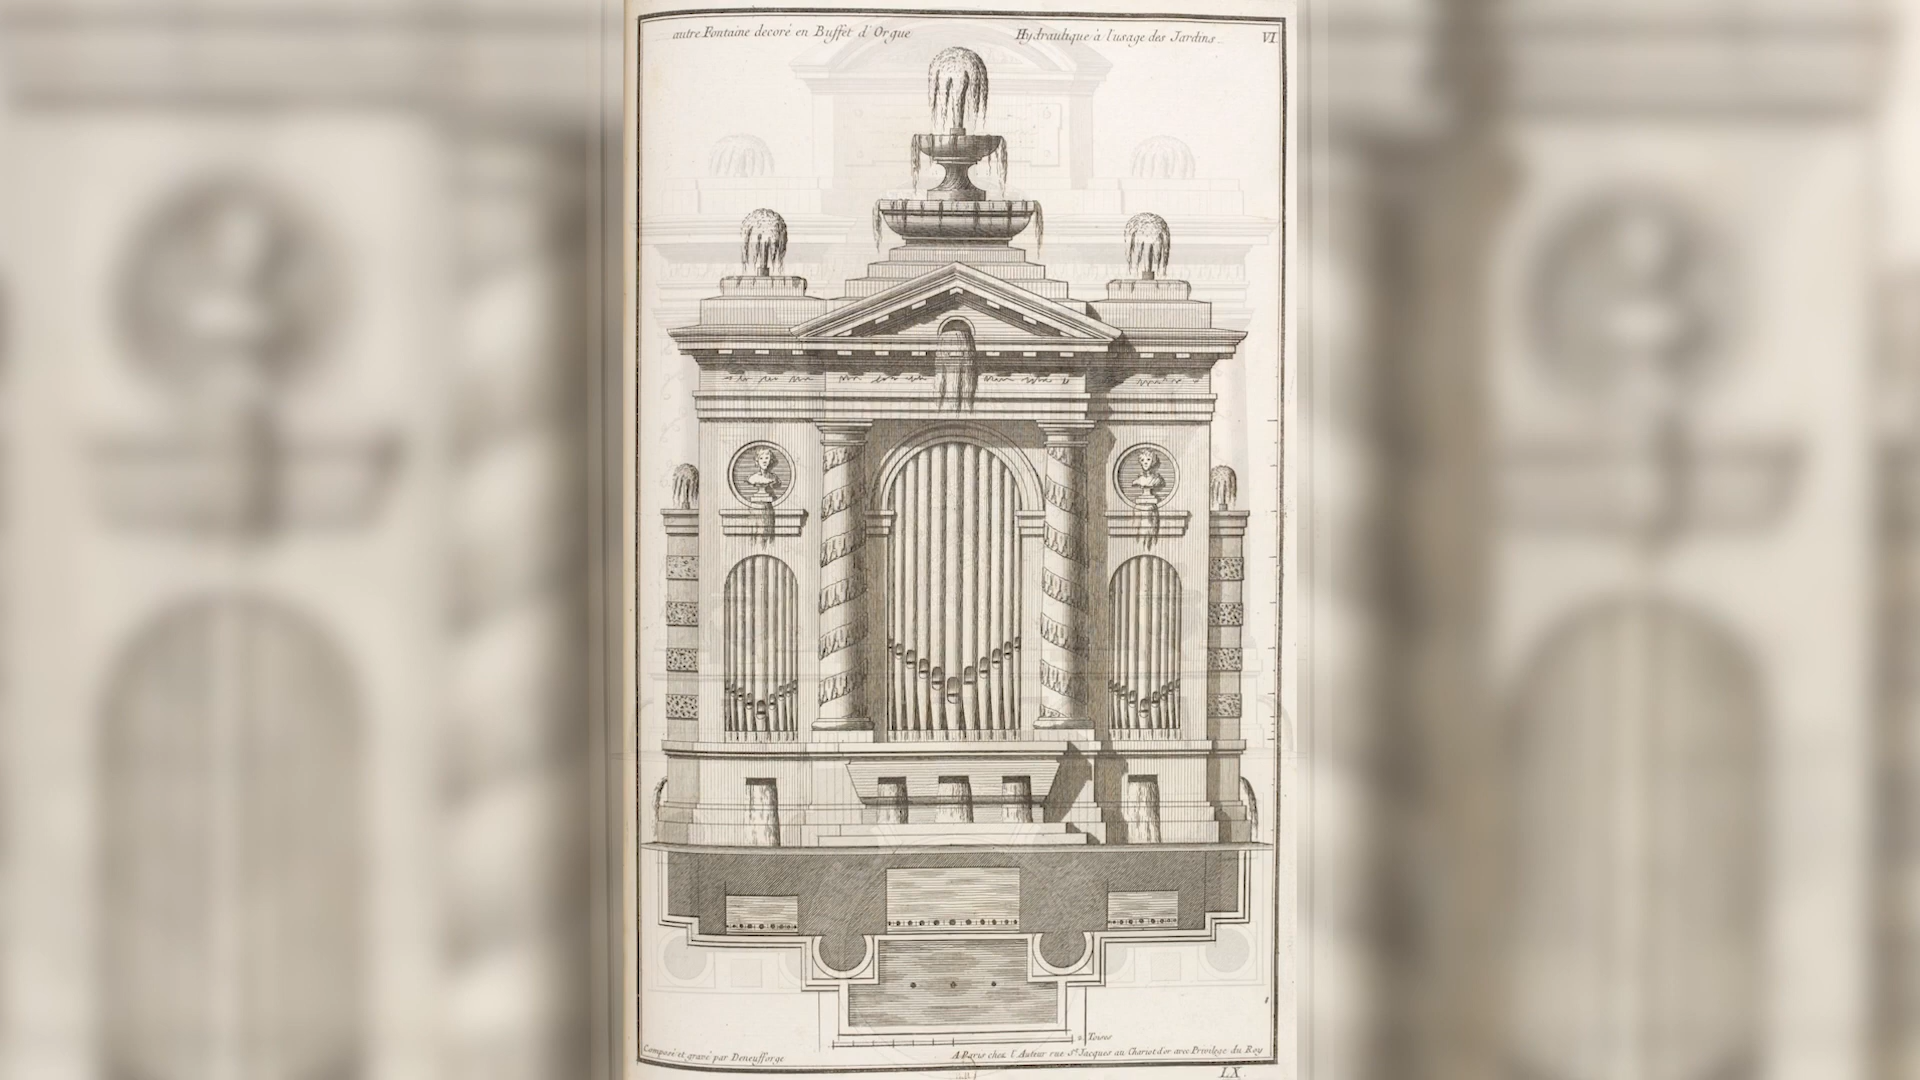 autre Fontaine decoré en Buffet d'Orgue Hydraulique à l'usage des Jardins VI
2 Toises
Composé et gravé par Deneufforge A Paris chez l'Auteur rue St. Jacques au Chariot d'or avec Privilege du Roy
LX